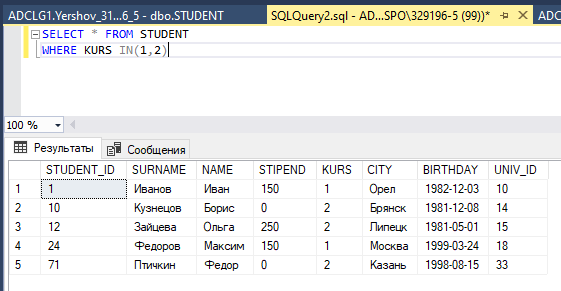 ADCLG1.Yershov_31...6_5 - dbo.STUDENT SQLQuery2.sql - AD...SPO\329196-5 (99))* ADC
SELECT * FROM STUDENT
WHERE KURS IN(1,2)
100 %
Результаты Сообщения
STUDENT_ID SURNAME NAME STIPEND KURS CITY BIRTHDAY UNIV_ID
1 1 Иванов Иван 150 1 Орел 1982-12-03 10
2 10 Кузнецов Борис 0 2 Брянск 1981-12-08 14
3 12 Зайцева Ольга 250 2 Липецк 1981-05-01 15
4 24 Федоров Максим 150 1 Москва 1999-03-24 18
5 71 Птичкин Федор 0 2 Казань 1998-08-15 33